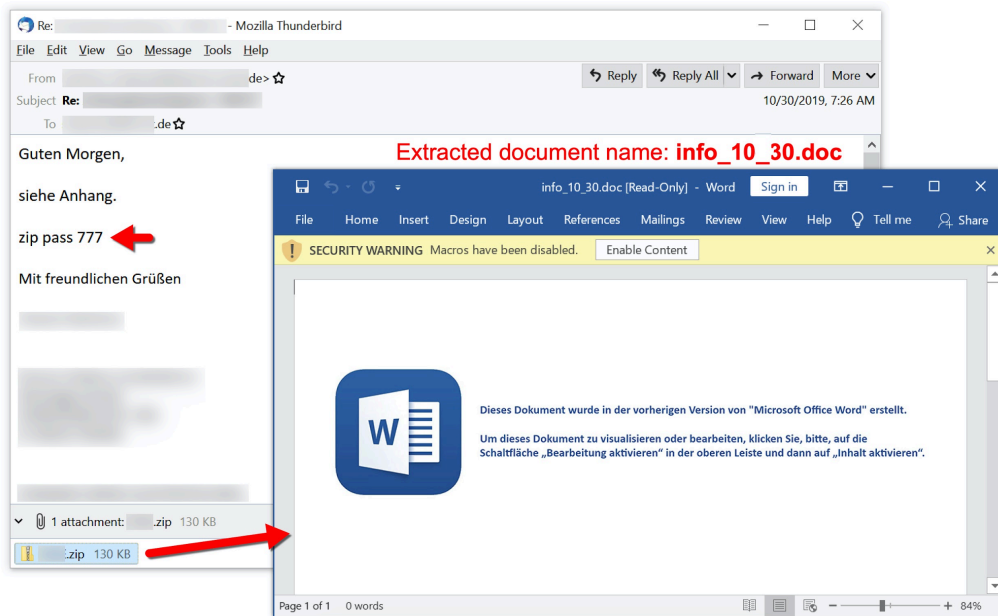 Re: - Mozilla Thunderbird
File Edit View Go Message Tools Help
From de>
Reply Reply All Forward More
Subject Re:
10/30/2019, 7:26 AM
To .de
Guten Morgen,
siehe Anhang.
zip pass 777
Mit freundlichen Grüßen
1 attachment: .zip 130 KB
.zip 130 KB
Extracted document name: info_10_30.doc
info_10_30.doc [Read-Only] - Word Sign in
File Home Insert Design Layout References Mailings Review View Help Tell me Share
SECURITY WARNING Macros have been disabled. Enable Content
W
Dieses Dokument wurde in der vorherigen Version von "Microsoft Office Word" erstellt.
Um dieses Dokument zu visualisieren oder bearbeiten, klicken Sie, bitte, auf die
Schaltfläche „Bearbeitung aktivieren“ in der oberen Leiste und dann auf „Inhalt aktivieren“.
Page 1 of 1 0 words
84%